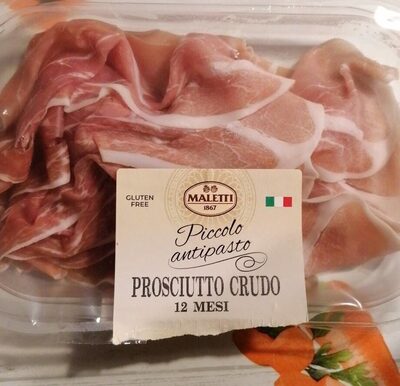 GLUTEN
FREE
MALETTI
1867
Piccolo
antipasto
PROSCIUTTO CRUDO
12 MESI